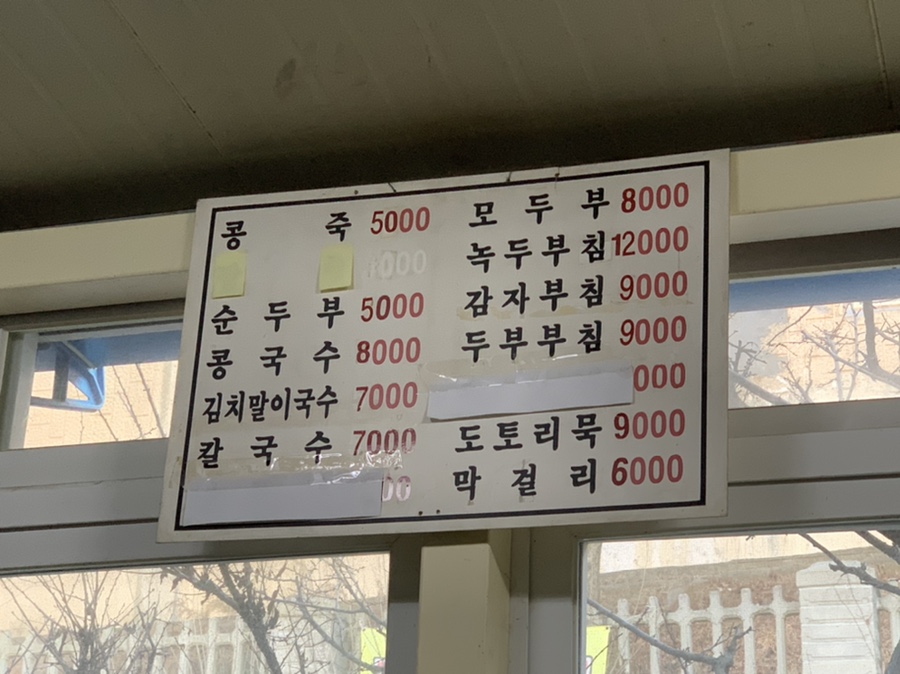 콩 죽 5000
순두부 5000
콩국수 8000
김치말이국수 7000
칼국수 7000
모두부 8000
녹두부침 12000
감자부침 9000
두부부침 9000
도토리묵 9000
막걸리 6000